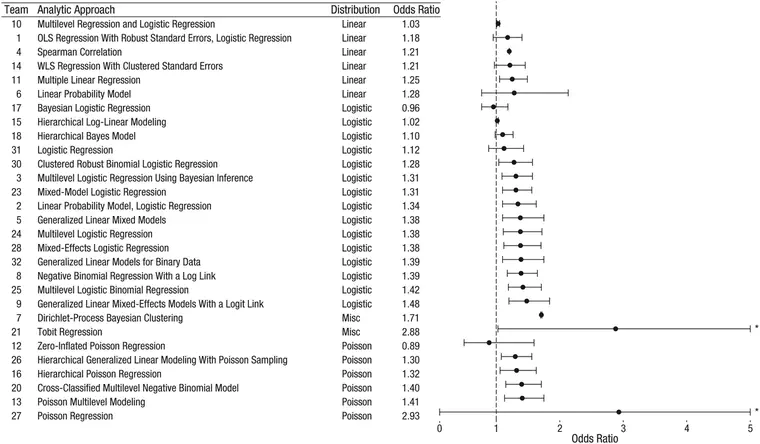 Team Analytic Approach Distribution Odds Ratio
10 Multilevel Regression and Logistic Regression Linear 1.03
1 OLS Regression With Robust Standard Errors, Logistic Regression Linear 1.18
4 Spearman Correlation Linear 1.21
14 WLS Regression With Clustered Standard Errors Linear 1.21
11 Multiple Linear Regression Linear 1.25
6 Linear Probability Model Linear 1.28
17 Bayesian Logistic Regression Logistic 0.96
15 Hierarchical Log-Linear Modeling Logistic 1.02
18 Hierarchical Bayes Model Logistic 1.10
31 Logistic Regression Logistic 1.12
30 Clustered Robust Binomial Logistic Regression Logistic 1.28
3 Multilevel Logistic Regression Using Bayesian Inference Logistic 1.31
23 Mixed-Model Logistic Regression Logistic 1.31
2 Linear Probability Model, Logistic Regression Logistic 1.34
5 Generalized Linear Mixed Models Logistic 1.38
24 Multilevel Logistic Regression Logistic 1.38
28 Mixed-Effects Logistic Regression Logistic 1.38
32 Generalized Linear Models for Binary Data Logistic 1.39
8 Negative Binomial Regression With a Log Link Logistic 1.39
25 Multilevel Logistic Binomial Regression Logistic 1.42
9 Generalized Linear Mixed-Effects Models With a Logit Link Logistic 1.48
7 Dirichlet-Process Bayesian Clustering Misc 1.71
21 Tobit Regression Misc 2.88 *
12 Zero-Inflated Poisson Regression Poisson 0.89
26 Hierarchical Generalized Linear Modeling With Poisson Sampling Poisson 1.30
16 Hierarchical Poisson Regression Poisson 1.32
20 Cross-Classified Multilevel Negative Binomial Model Poisson 1.40
13 Poisson Multilevel Modeling Poisson 1.41
27 Poisson Regression Poisson 2.93 *
0 1 2 3 4 5
Odds Ratio